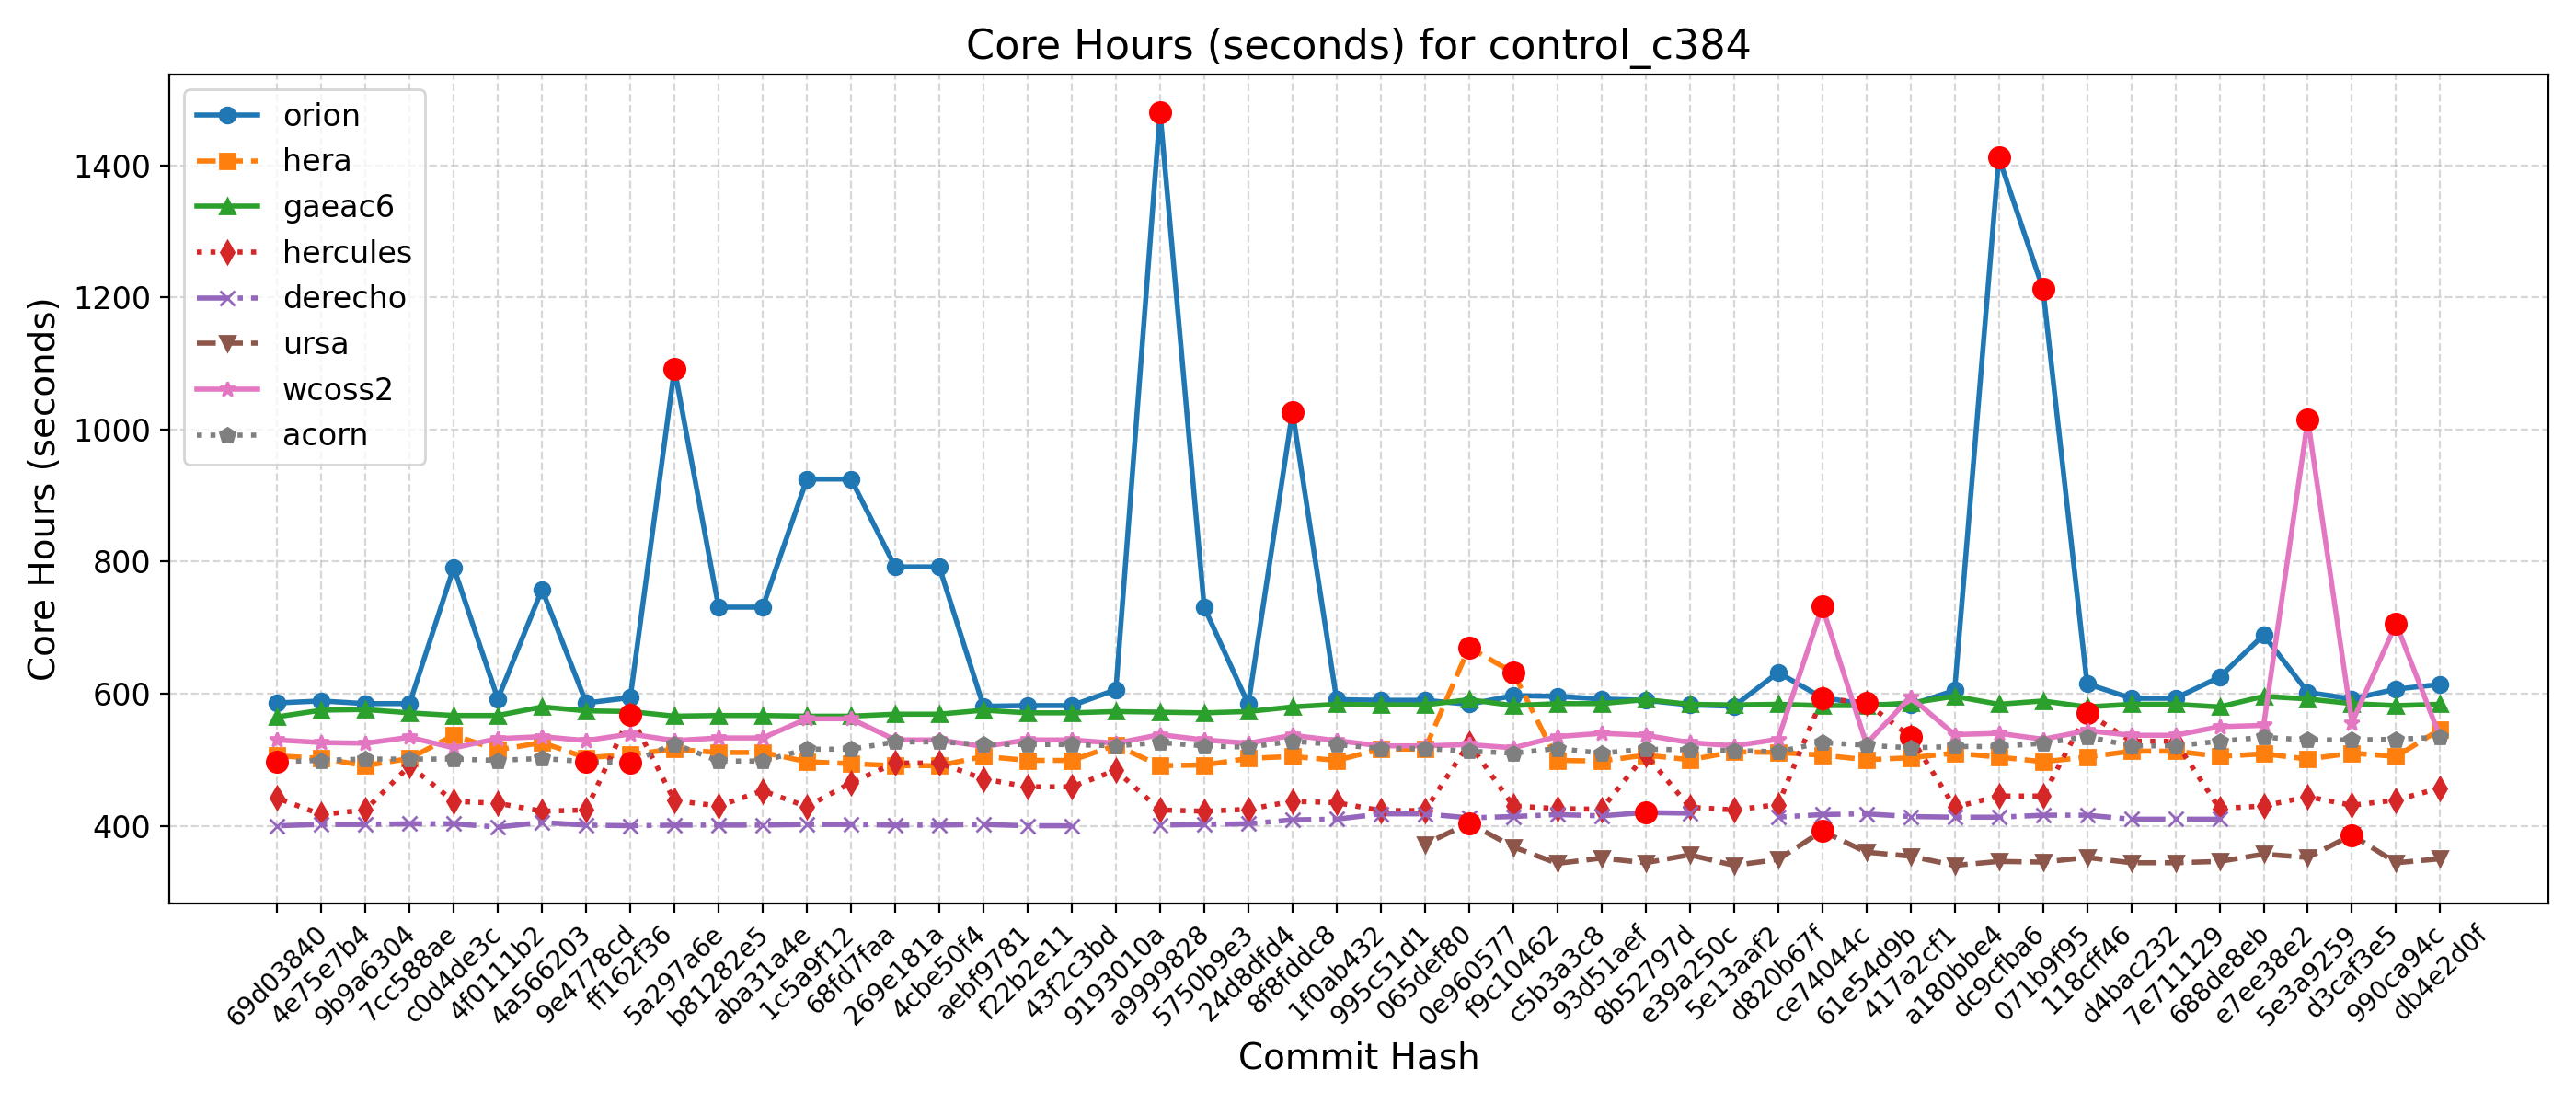 Core Hours (seconds) for control_c384
Core Hours (seconds)
1400
1200
1000
800
600
400
orion
hera
gaeac6
hercules
derecho
ursa
wcoss2
acorn
69d03840
4e75e7b4
9b9a6304
7cc588ae
c0d4de3c
4f0111b2
4a566203
9e4778cd
ff162f36
5a297a6e
b81282e5
aba31a4e
1c5a9f12
68fd7faa
269e181a
4cbe50f4
aebf9781
f22b2e11
43f2c3bd
9193010a
a9999828
5750b9e3
24d8dfd4
8f8fddc8
1f0ab432
995c51d1
065def80
0e960577
f9c10462
c5b3a3c8
93d51aef
8b52797d
e39a250c
5e13aaf2
d820b67f
ce74044c
61e54d9b
417a2cf1
a180bbe4
dc9cfba6
071b9f95
118cff46
d4bac232
7e711129
688de8eb
e7ee38e2
5e3a9259
d3caf3e5
990ca94c
db4e2d0f
Commit Hash